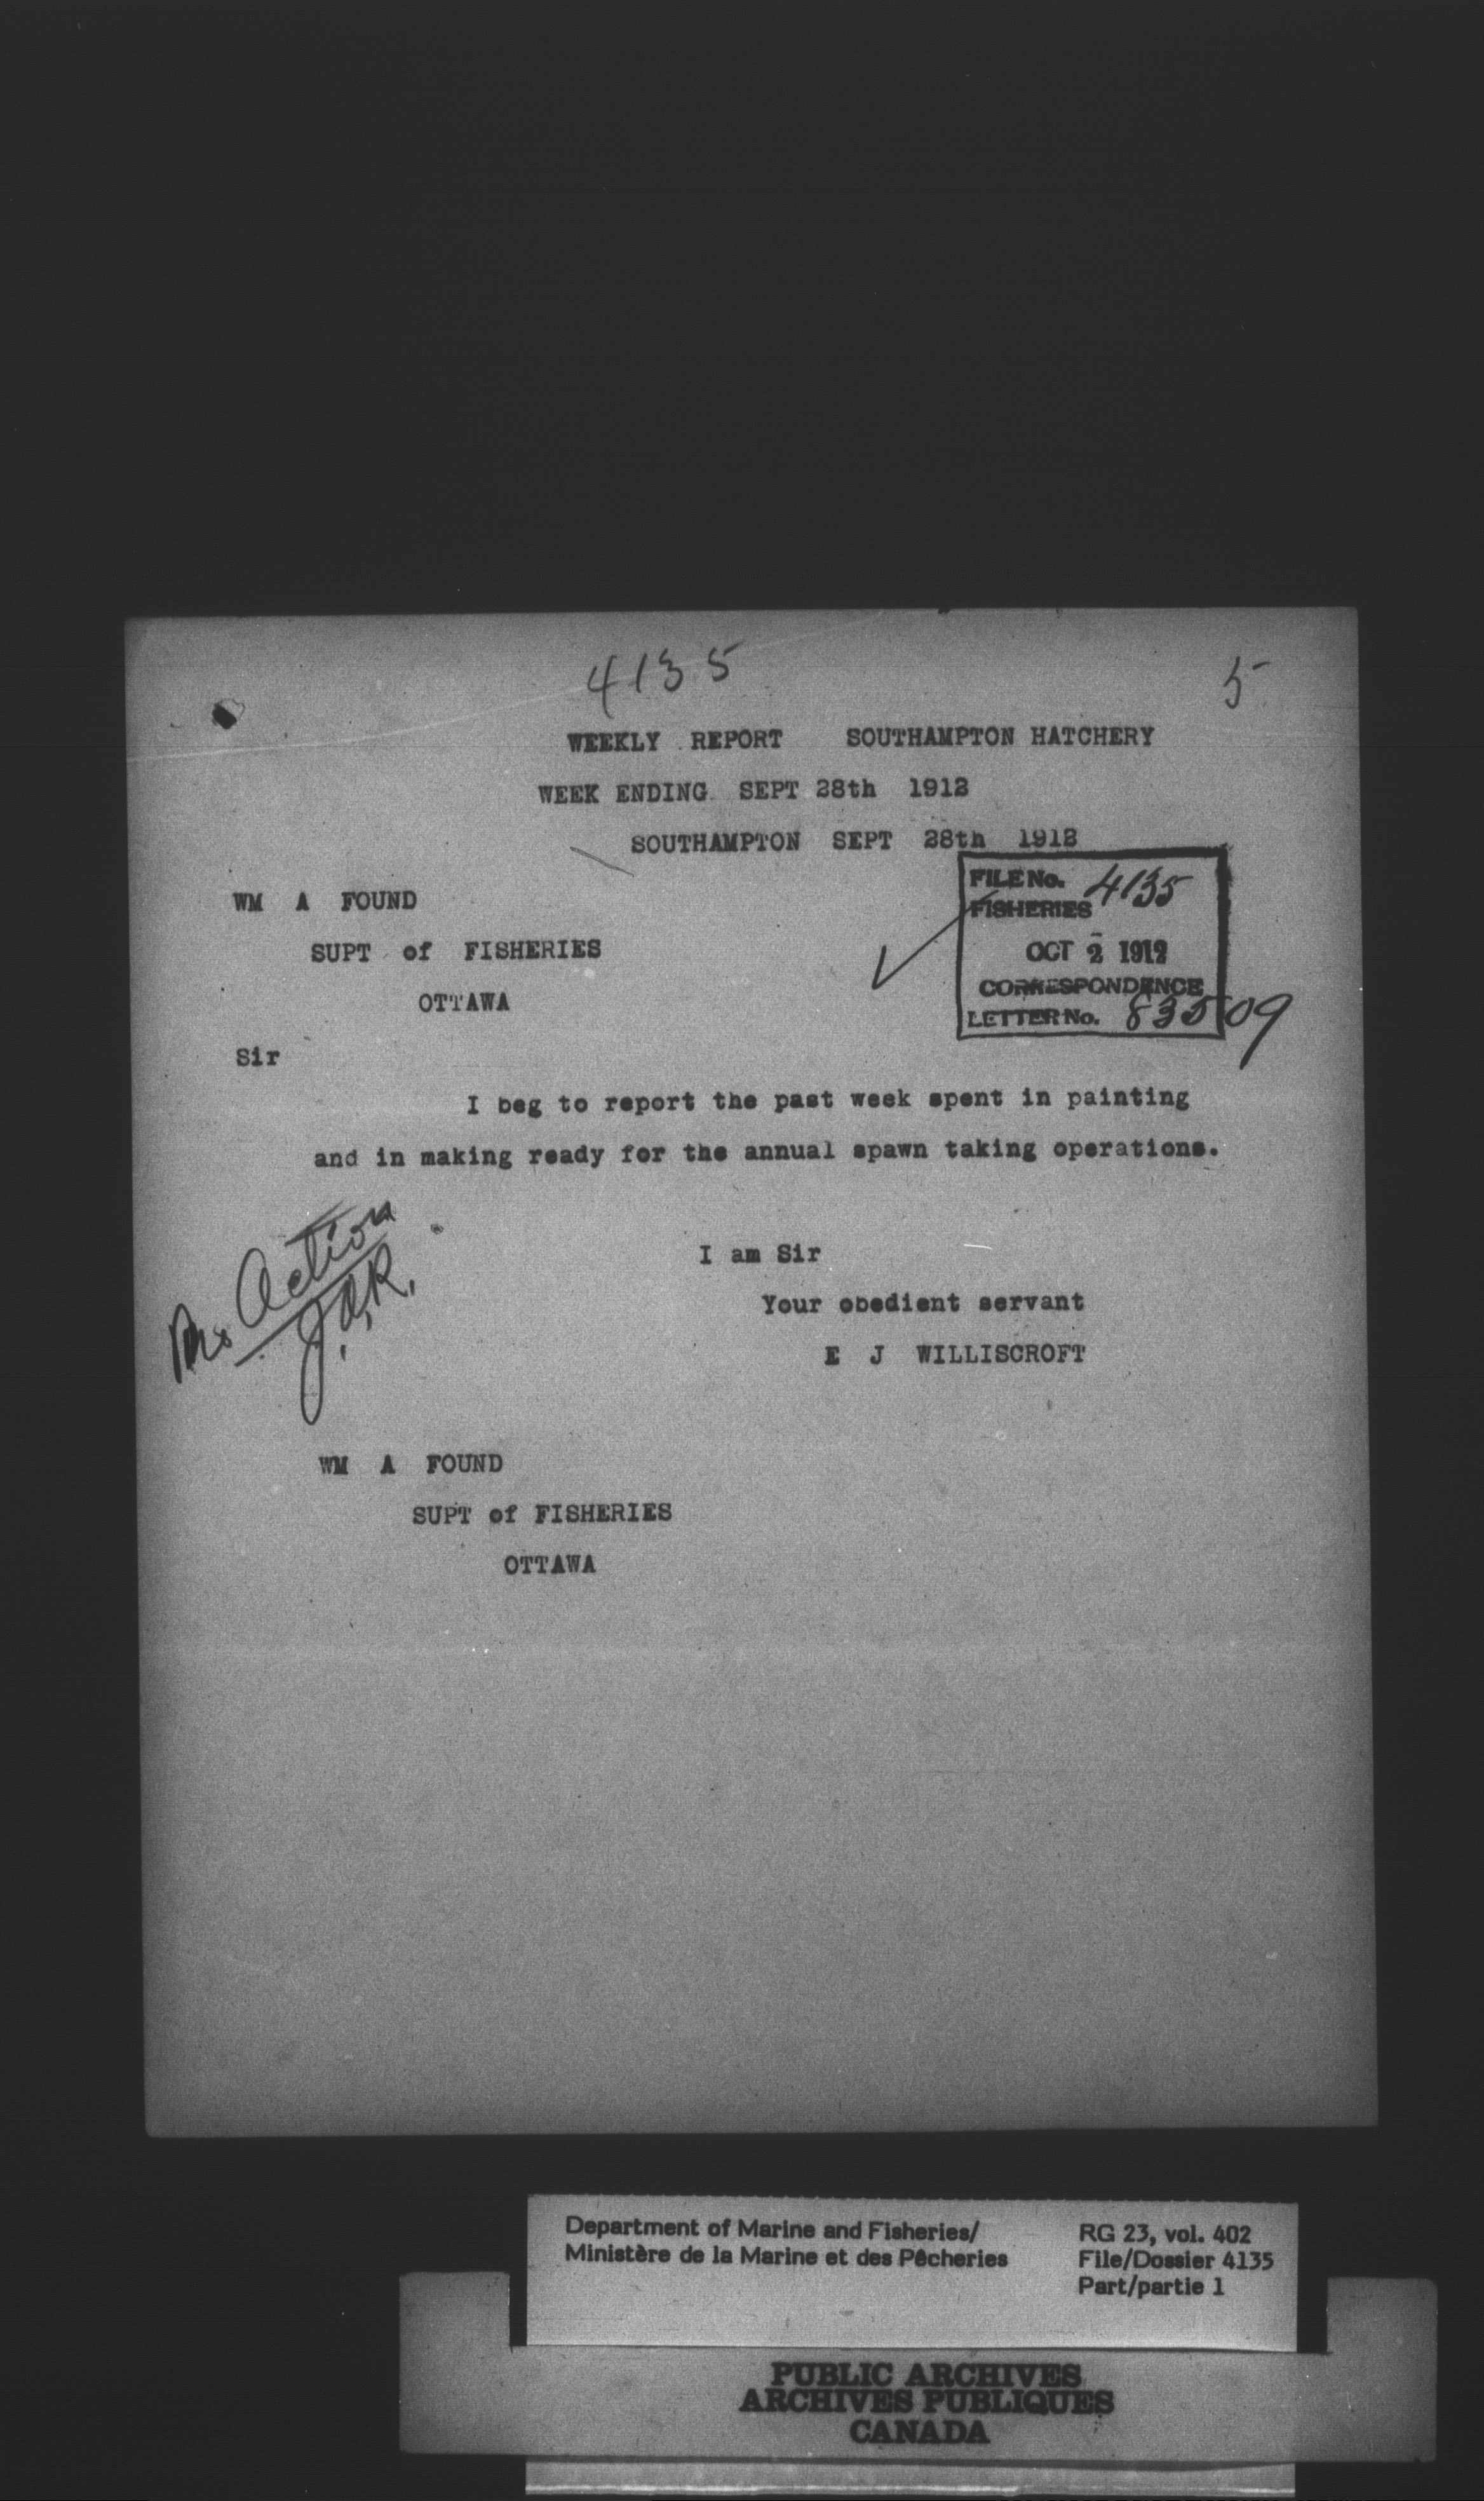 4135
5
WEEKLY REPORT SOUTHAMPTON HATCHERY
WEEK ENDING SEPT 28th 1912
SOUTHAMPTON SEPT 28th 1912
FILE No. 4135
FISHERIES
OCT 2 1912
CORRESPONDENCE
LETTER No. 83509
WM A FOUND
SUPT of FISHERIES
OTTAWA
Sir
I beg to report the past week spent in painting
and in making ready for the annual spawn taking operations.
No Action
I am Sir
Your obedient servant
E J WILLISCROFT
WM A FOUND
SUPT of FISHERIES
OTTAWA
Department of Marine and Fisheries/
Ministère de la Marine et des Pêcheries
RG 23, vol. 402
File/Dossier 4135
Part/partie 1
PUBLIC ARCHIVES
ARCHIVES PUBLIQUES
CANADA